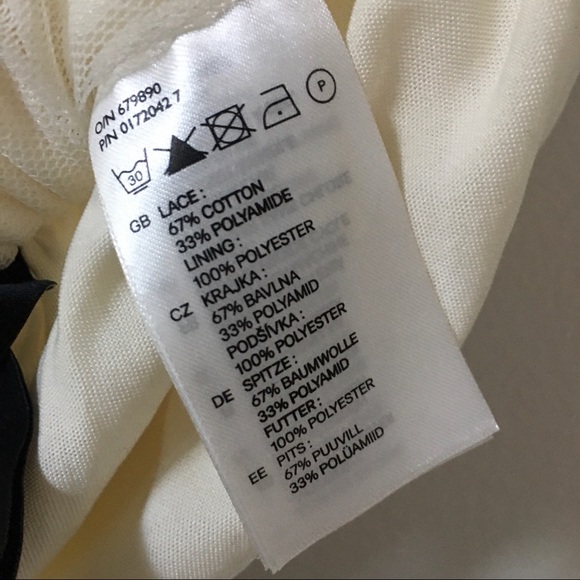 O/N 679890
P/N 0172042 7
30
P
GB LACE:
67% COTTON
33% POLYAMIDE
LINING:
100% POLYESTER
CZ KRAJKA:
67% BAVLNA
33% POLYAMID
PODŠÍVKA:
100% POLYESTER
DE SPITZE:
67% BAUMWOLLE
33% POLYAMID
FUTTER:
100% POLYESTER
EE PITS:
67% PUUVILL
33% POLÜAMIID